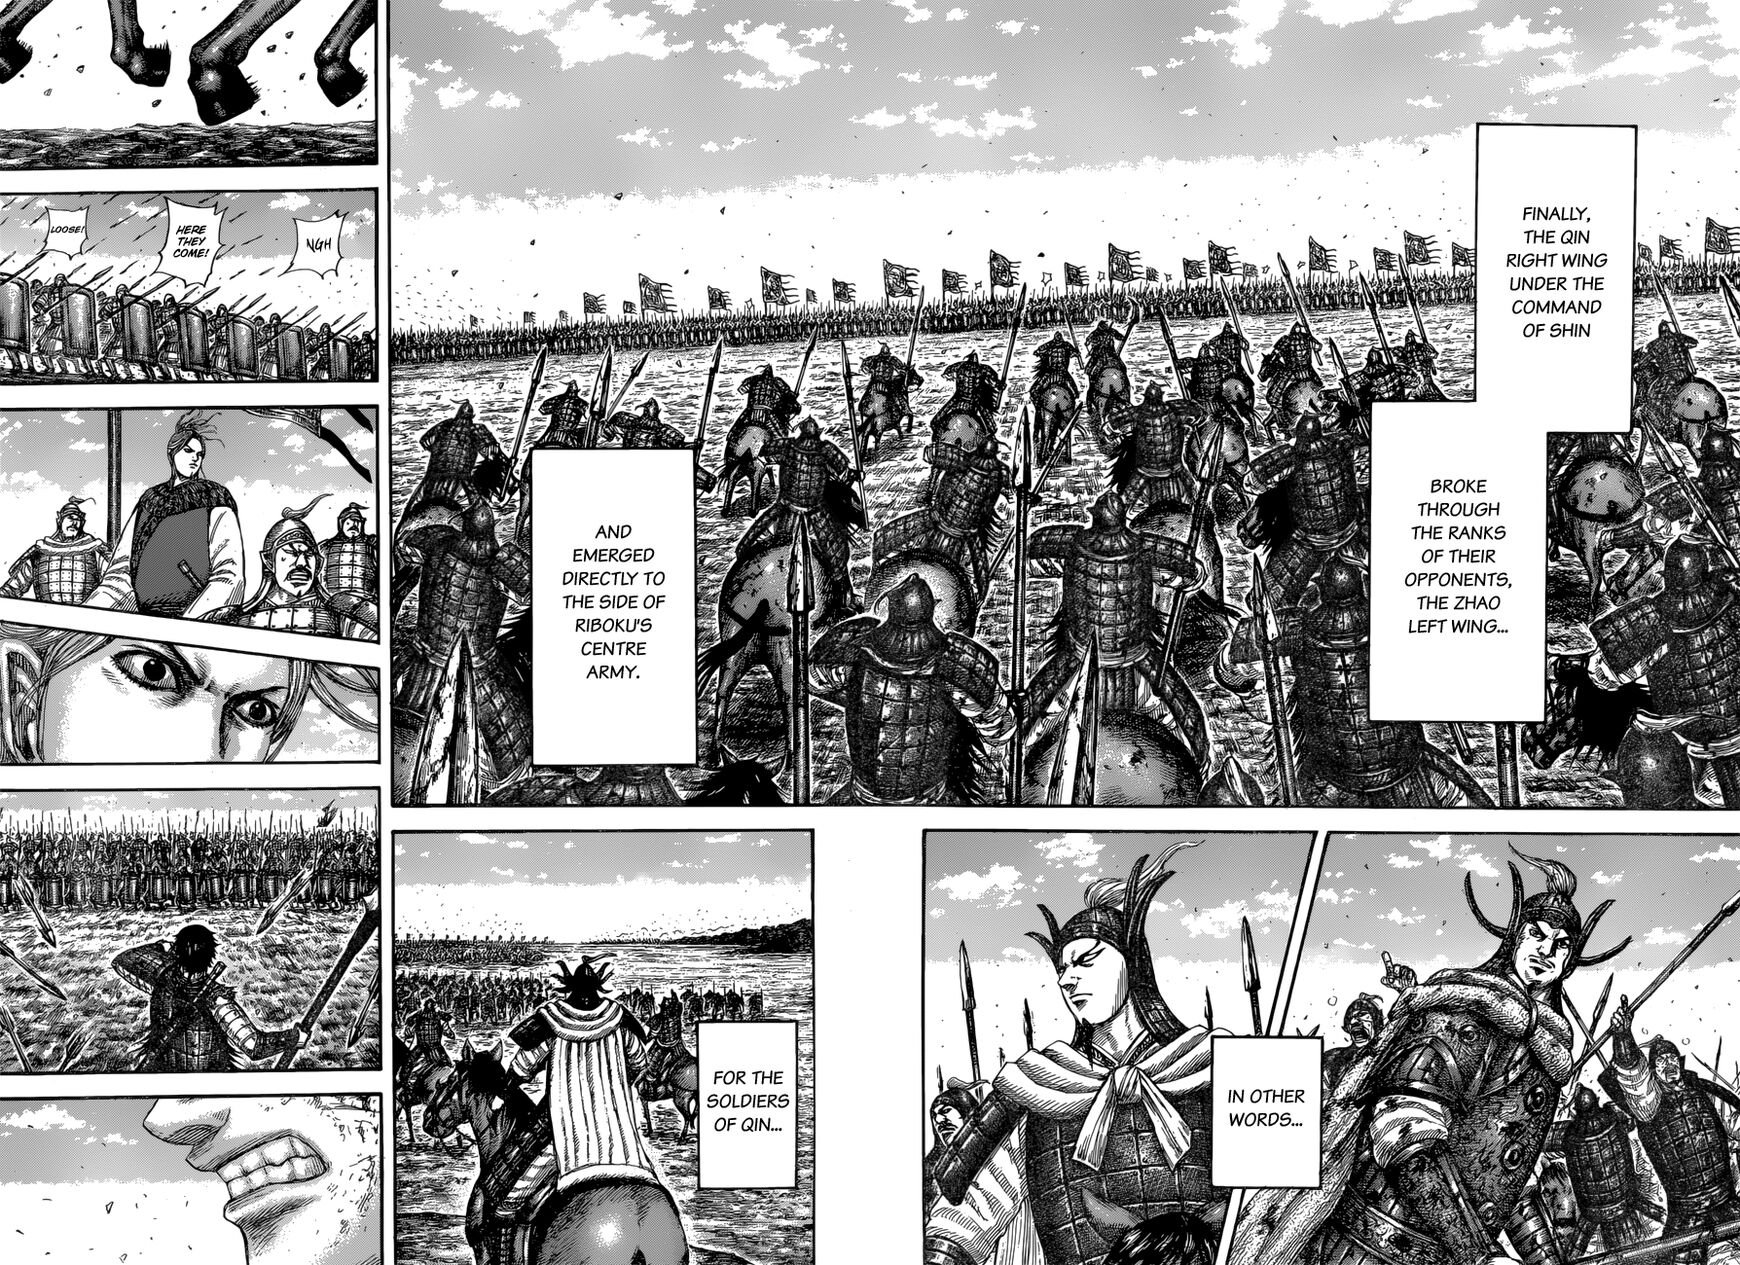 FINALLY,
THE QIN
RIGHT WING
UNDER THE
COMMAND
OF SHIN
BROKE
THROUGH
THE RANKS
OF THEIR
OPPONENTS,
THE ZHAO
LEFT WING...
AND
EMERGED
DIRECTLY TO
THE SIDE OF
RIBOKU'S
CENTRE
ARMY.
IN OTHER
WORDS...
FOR THE
SOLDIERS
OF QIN...
NGH
HERE
THEY
COME!
LOOSE!